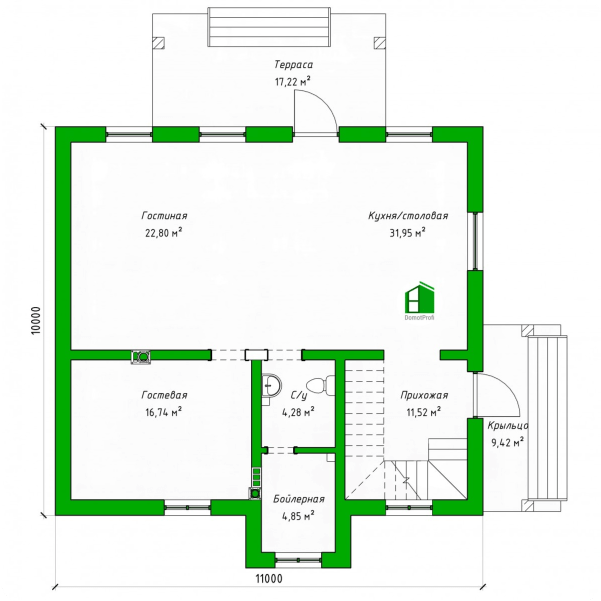 Терраса
17,22 м²
Гостиная
22,80 м²
Кухня/столовая
31,95 м²
DomotProfi
10000
Гостевая
16,74 м²
С/у
4,28 м²
Прихожая
11,52 м²
Крыльцо
9,42 м²
Бойлерная
4,85 м²
11000